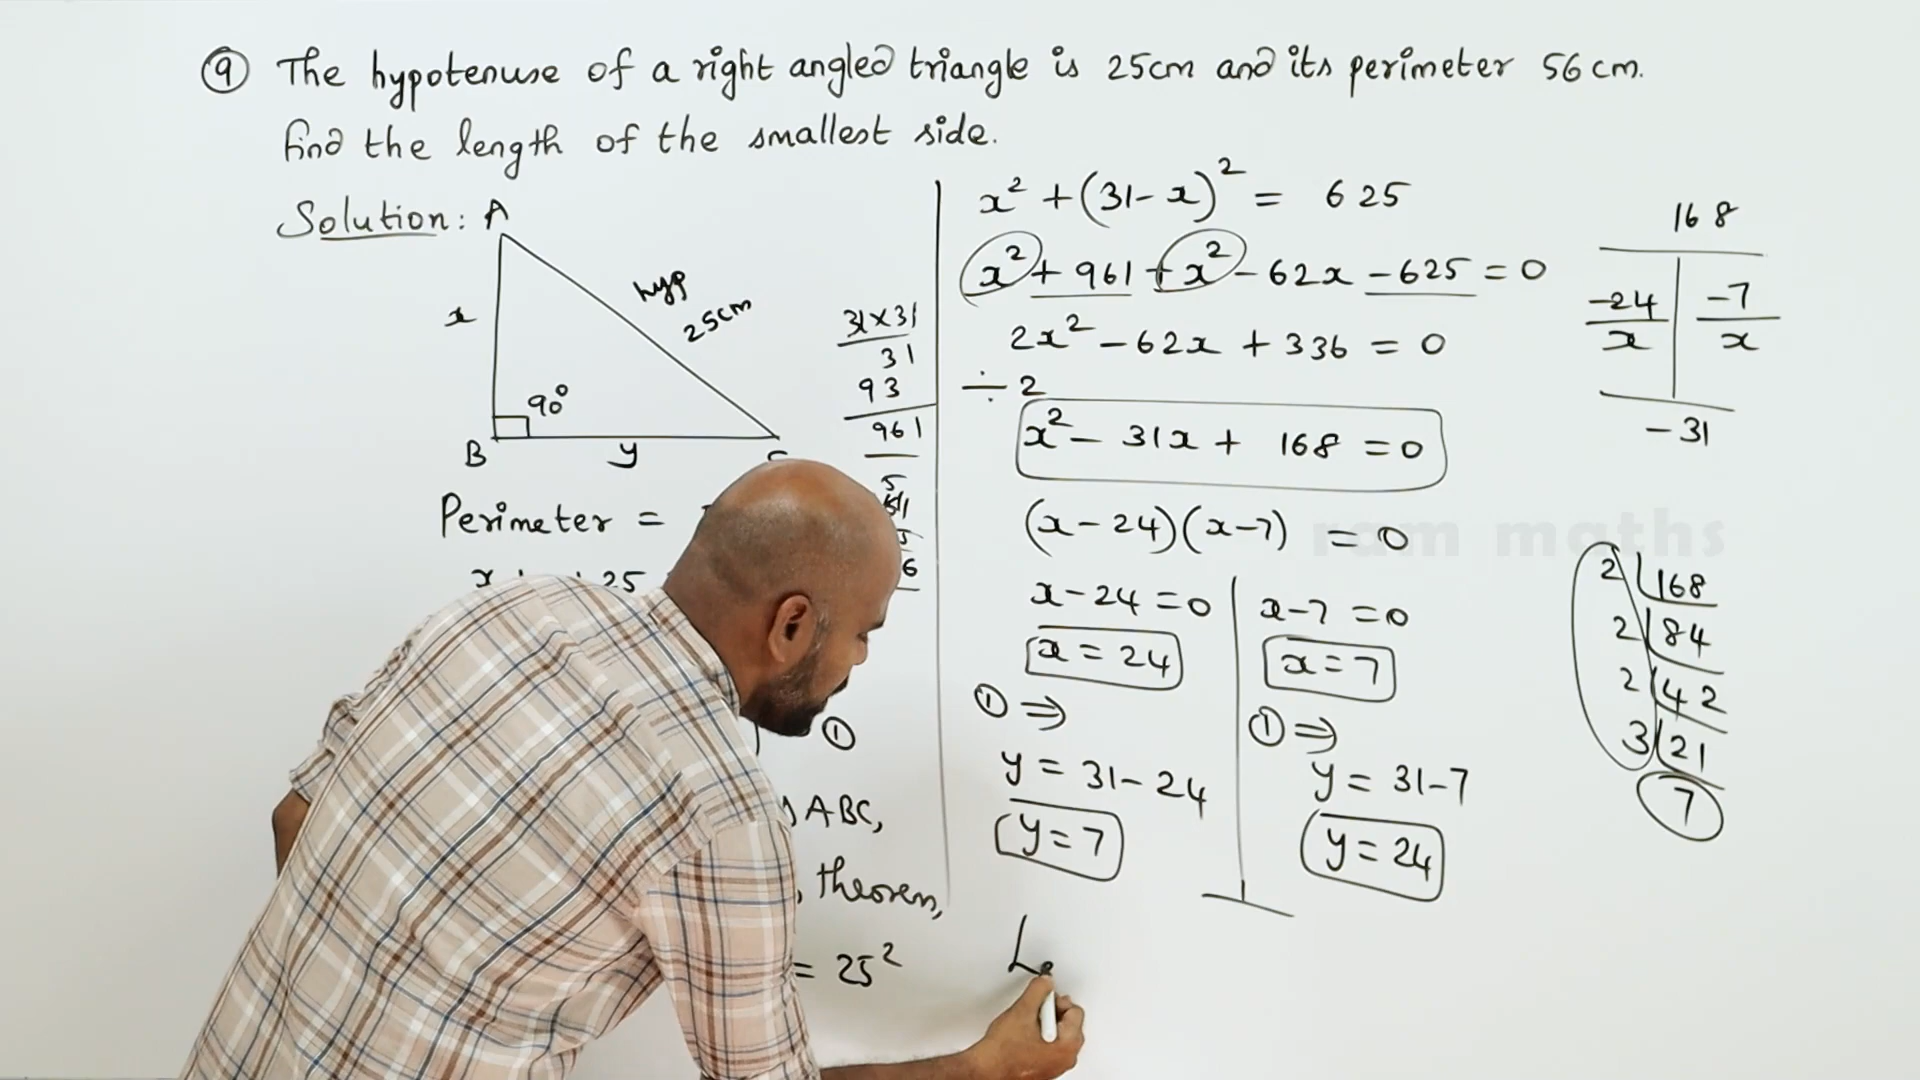 ⑨ The hypotenuse of a right angled triangle is 25cm and its perimeter 56 cm.
find the length of the smallest side.
Solution:
A
hyp
25cm
x
90°
B
y
Perimeter =
x
25
①
ABC,
theorem,
= 25²
31×31
31
93
961
6
x² + (31 - x)² = 625
x² + 961 + x² - 62x - 625 = 0
2x² - 62x + 336 = 0
÷ 2
x² - 31x + 168 = 0
(x - 24)(x - 7) = 0
x - 24 = 0
x = 24
① ⇒
y = 31 - 24
y = 7
x - 7 = 0
x = 7
① ⇒
y = 31 - 7
y = 24
168
-24
x
-7
x
-31
ram maths
2 168
2 84
2 42
3 21
7